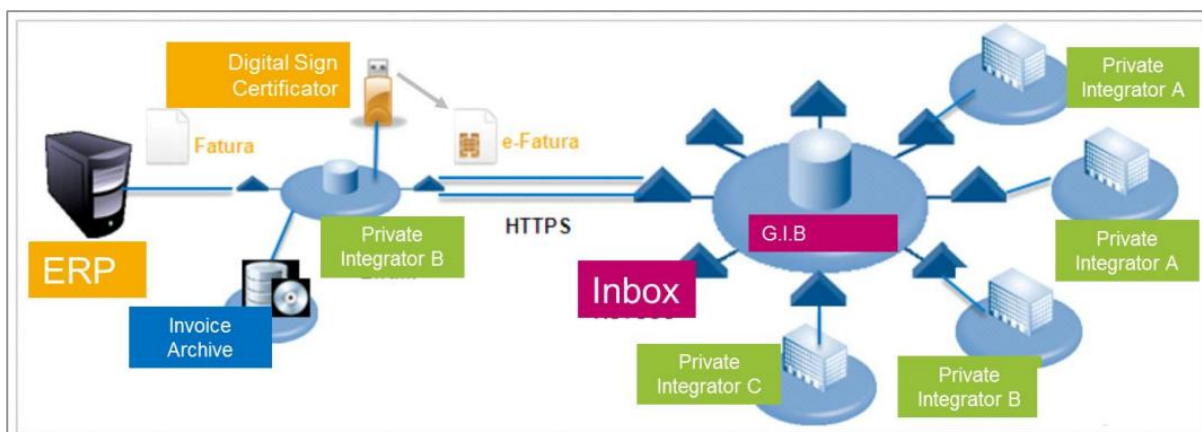 Digital Sign
Certificator
Fatura
e-Fatura
ERP
Private
Integrator B
HTTPS
Invoice
Archive
Inbox
G.I.B
Private
Integrator A
Private
Integrator A
Private
Integrator B
Private
Integrator C